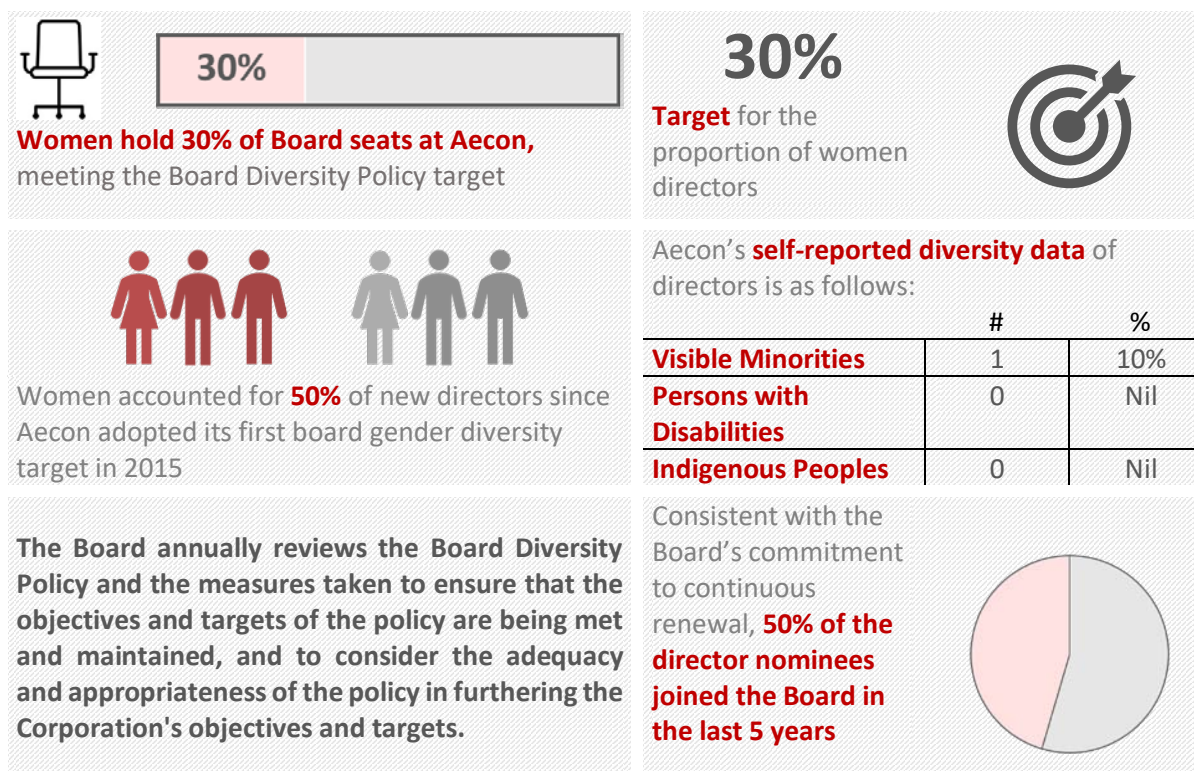 30%
Women hold 30% of Board seats at Aecon,
meeting the Board Diversity Policy target
30%
Target for the
proportion of women
directors
Women accounted for 50% of new directors since
Aecon adopted its first board gender diversity
target in 2015
Aecon's self-reported diversity data of
directors is as follows:
# %
Visible Minorities 1 10%
Persons with 0 Nil
Disabilities
Indigenous Peoples 0 Nil
The Board annually reviews the Board Diversity
Policy and the measures taken to ensure that the
objectives and targets of the policy are being met
and maintained, and to consider the adequacy
and appropriateness of the policy in furthering the
Corporation's objectives and targets.
Consistent with the
Board's commitment
to continuous
renewal, 50% of the
director nominees
joined the Board in
the last 5 years